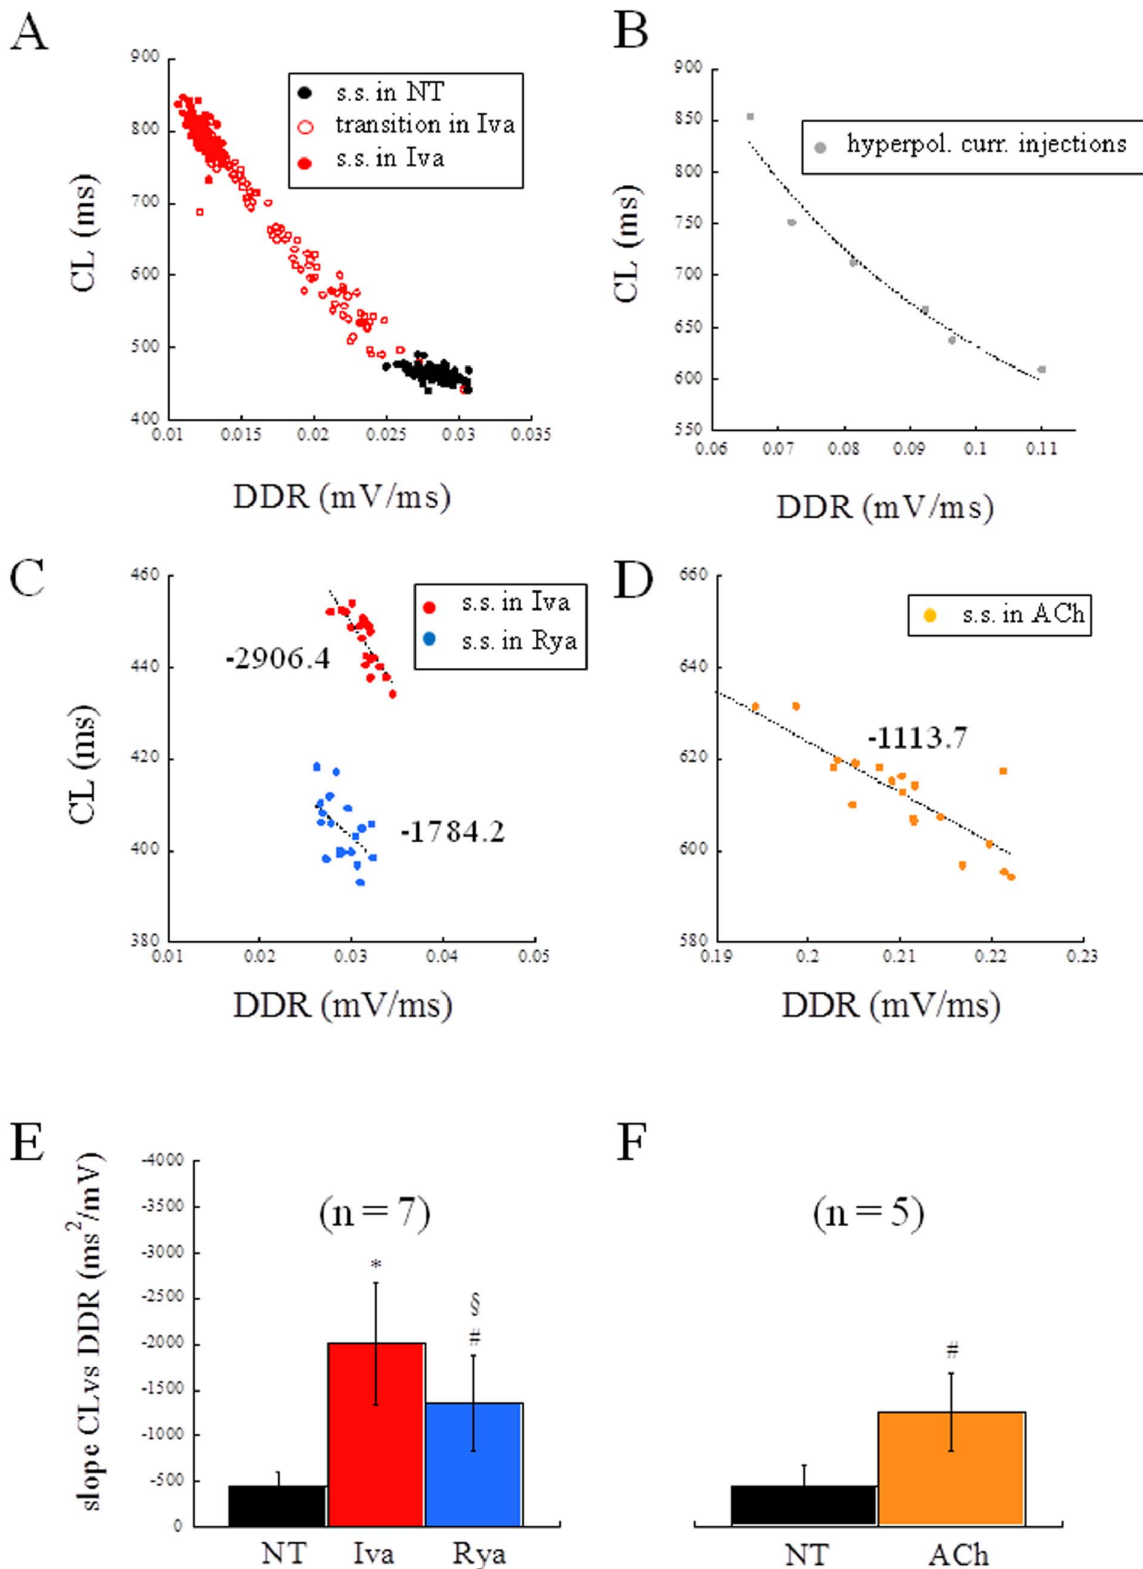 A
900
800
700
600
500
400
0.01
0.015
0.02
0.025
0.03
0.035
CL (ms)
DDR (mV/ms)
s.s. in NT
transition in Iva
s.s. in Iva
B
900
850
800
750
700
650
600
550
0.06
0.07
0.08
0.09
0.1
0.11
CL (ms)
DDR (mV/ms)
hyperpol. curr. injections
C
460
440
420
400
380
0.01
0.02
0.03
0.04
0.05
CL (ms)
DDR (mV/ms)
s.s. in Iva
s.s. in Rya
-2906.4
-1784.2
D
660
640
620
600
580
0.19
0.2
0.21
0.22
0.23
DDR (mV/ms)
s.s. in ACh
-1113.7
E
-4000
-3500
-3000
-2500
-2000
-1500
-1000
-500
0
slope CL vs DDR (ms²/mV)
(n = 7)
*
§
#
NT
Iva
Rya
F
(n = 5)
#
NT
ACh